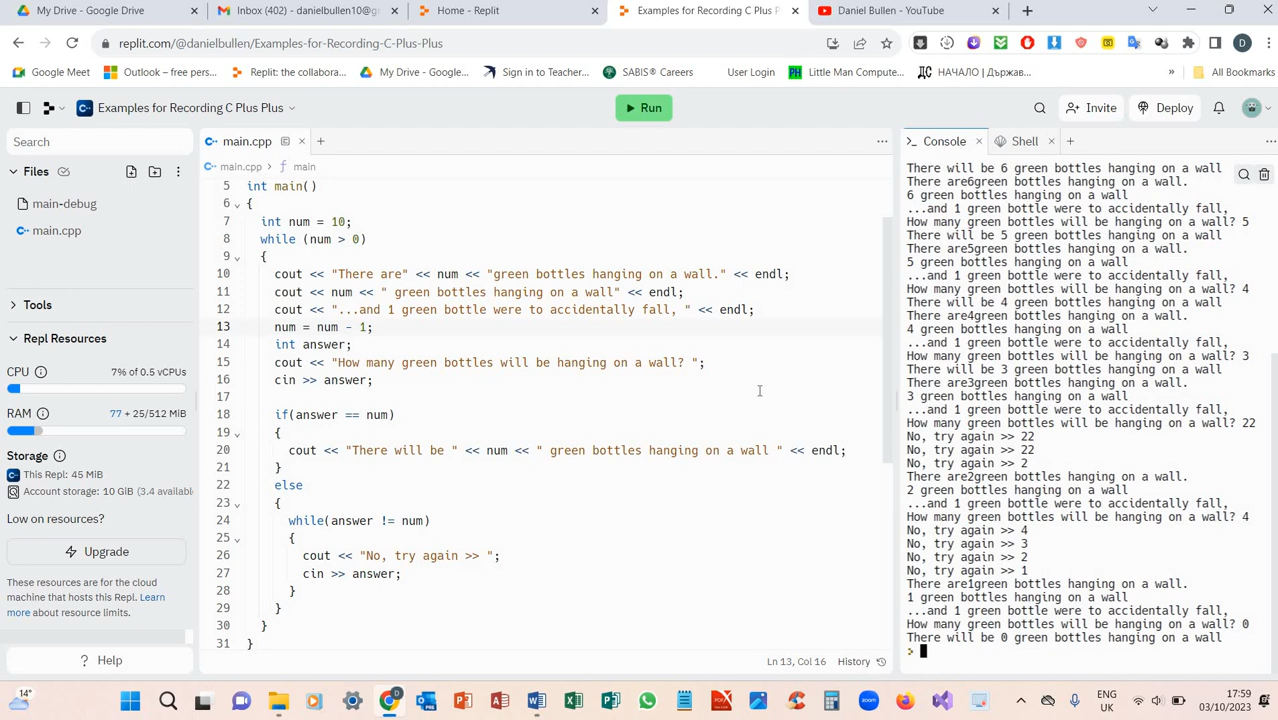 My Drive - Google Drive
Inbox (402) - danielbullen10@g
Home - Replit
Examples for Recording C Plus P
Daniel Bullen - YouTube
replit.com/@danielbullen/Examples-for-Recording-C-Plus-Plus
D
Google Meet
Outlook – free pers...
Replit: the collabora...
My Drive - Google...
Sign in to Teacher...
SABIS® Careers
User Login
PH Little Man Compute...
ДС НАЧАЛО | Държав...
»
All Bookmarks
Examples for Recording C Plus Plus
Run
Invite
Deploy
Search
Files
main-debug
main.cpp
Tools
Repl Resources
CPU 7% of 0.5 vCPUs
RAM 77 + 25/512 MiB
Storage
This Repl: 45 MiB
Account storage: 10 GiB (3.4 availabl
Low on resources?
Upgrade
These resources are for the cloud
machine that hosts this Repl. Learn
more about resource limits.
Help
main.cpp
main.cpp > main
5 int main()
6 {
7 int num = 10;
8 while (num > 0)
9 {
10 cout << "There are" << num << "green bottles hanging on a wall." << endl;
11 cout << num << " green bottles hanging on a wall" << endl;
12 cout << "...and 1 green bottle were to accidentally fall, " << endl;
13 num = num - 1;
14 int answer;
15 cout << "How many green bottles will be hanging on a wall? ";
16 cin >> answer;
17
18 if(answer == num)
19 {
20 cout << "There will be " << num << " green bottles hanging on a wall " << endl;
21 }
22 else
23 {
24 while(answer != num)
25 {
26 cout << "No, try again >> ";
27 cin >> answer;
28 }
29 }
30 }
31 }
Ln 13, Col 16 History
Console
Shell
There will be 6 green bottles hanging on a wall
There are6green bottles hanging on a wall.
6 green bottles hanging on a wall
...and 1 green bottle were to accidentally fall,
How many green bottles will be hanging on a wall? 5
There will be 5 green bottles hanging on a wall
There are5green bottles hanging on a wall.
5 green bottles hanging on a wall
...and 1 green bottle were to accidentally fall,
How many green bottles will be hanging on a wall? 4
There will be 4 green bottles hanging on a wall
There are4green bottles hanging on a wall.
4 green bottles hanging on a wall
...and 1 green bottle were to accidentally fall,
How many green bottles will be hanging on a wall? 3
There will be 3 green bottles hanging on a wall
There are3green bottles hanging on a wall.
3 green bottles hanging on a wall
...and 1 green bottle were to accidentally fall,
How many green bottles will be hanging on a wall? 22
No, try again >> 22
No, try again >> 22
No, try again >> 2
There are2green bottles hanging on a wall.
2 green bottles hanging on a wall
...and 1 green bottle were to accidentally fall,
How many green bottles will be hanging on a wall? 4
No, try again >> 4
No, try again >> 3
No, try again >> 2
No, try again >> 1
There are1green bottles hanging on a wall.
1 green bottles hanging on a wall
...and 1 green bottle were to accidentally fall,
How many green bottles will be hanging on a wall? 0
There will be 0 green bottles hanging on a wall
>
14°
zoom
ENG
UK
17:59
03/10/2023